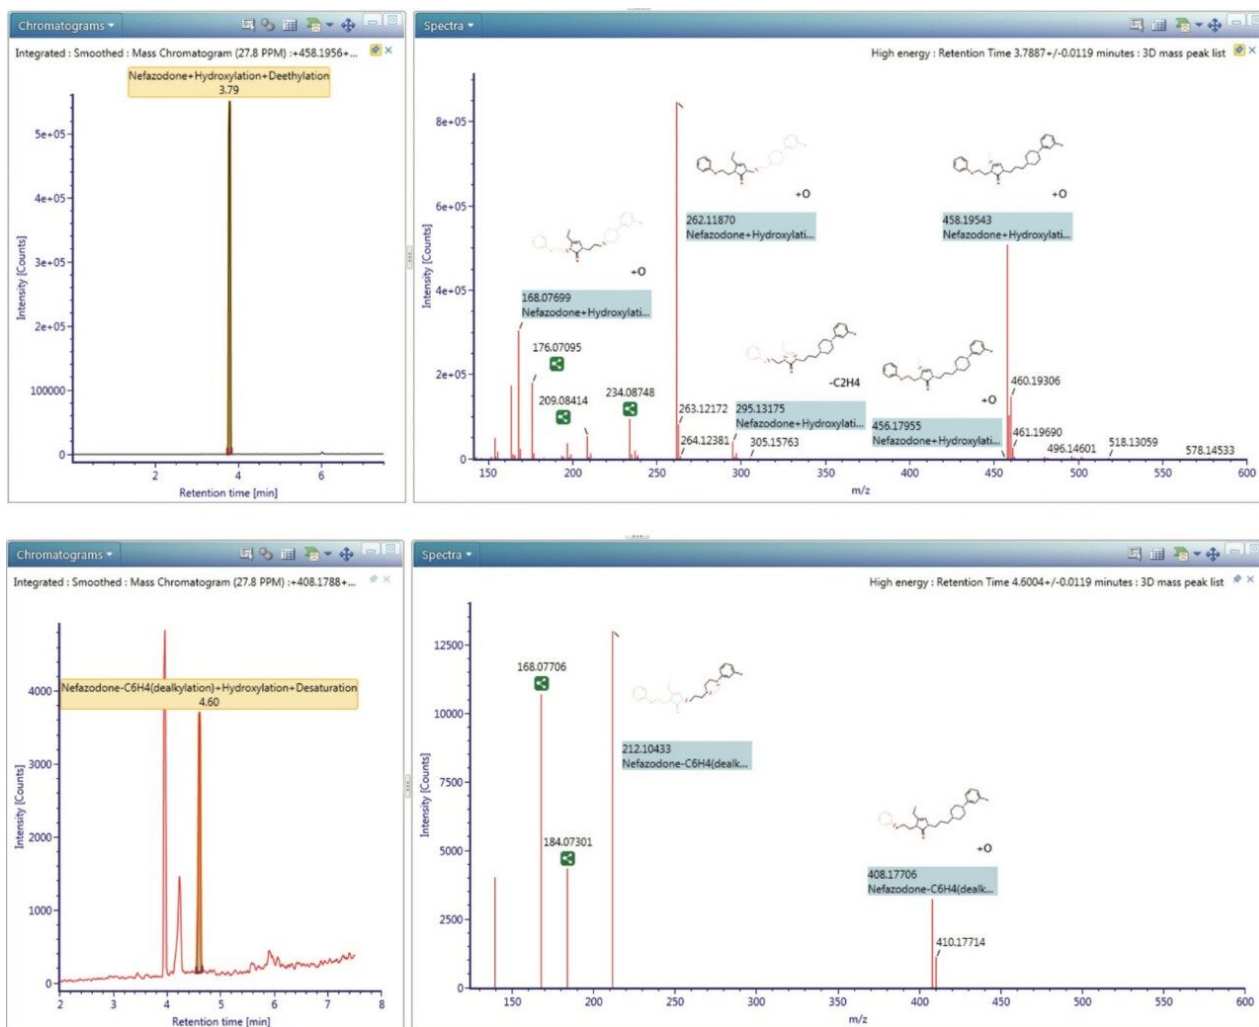 Chromatograms
Integrated : Smoothed : Mass Chromatogram (27.8 PPM) :+458.1956+...
Nefazodone+Hydroxylation+Deethylation
3.79
5e+05
4e+05
3e+05
2e+05
100000
0
2
4
6
Intensity [Counts]
Retention time [min]
Spectra
High energy : Retention Time 3.7887+/-0.0119 minutes : 3D mass peak list
8e+05
6e+05
4e+05
2e+05
0
Intensity [Counts]
+O
262.11870
Nefazodone+Hydroxylati...
+O
458.19543
Nefazodone+Hydroxylati...
+O
168.07699
Nefazodone+Hydroxylati...
176.07095
209.08414
234.08748
263.12172
264.12381
-C2H4
295.13175
Nefazodone+Hydroxylati...
305.15763
+O
456.17955
Nefazodone+Hydroxylati...
460.19306
461.19690
496.14601
518.13059
578.14533
150
200
250
300
350
400
450
500
550
600
m/z
Chromatograms
Integrated : Smoothed : Mass Chromatogram (27.8 PPM) :+408.1788+...
Nefazodone-C6H4(dealkylation)+Hydroxylation+Desaturation
4.60
4000
3000
2000
1000
0
2
3
4
5
6
7
8
Intensity [Counts]
Retention time [min]
Spectra
High energy : Retention Time 4.6004+/-0.0119 minutes : 3D mass peak list
12500
10000
7500
5000
2500
0
Intensity [Counts]
168.07706
184.07301
212.10433
Nefazodone-C6H4(dealk...
+O
408.17706
Nefazodone-C6H4(dealk...
410.17714
150
200
250
300
350
400
450
500
550
600
m/z